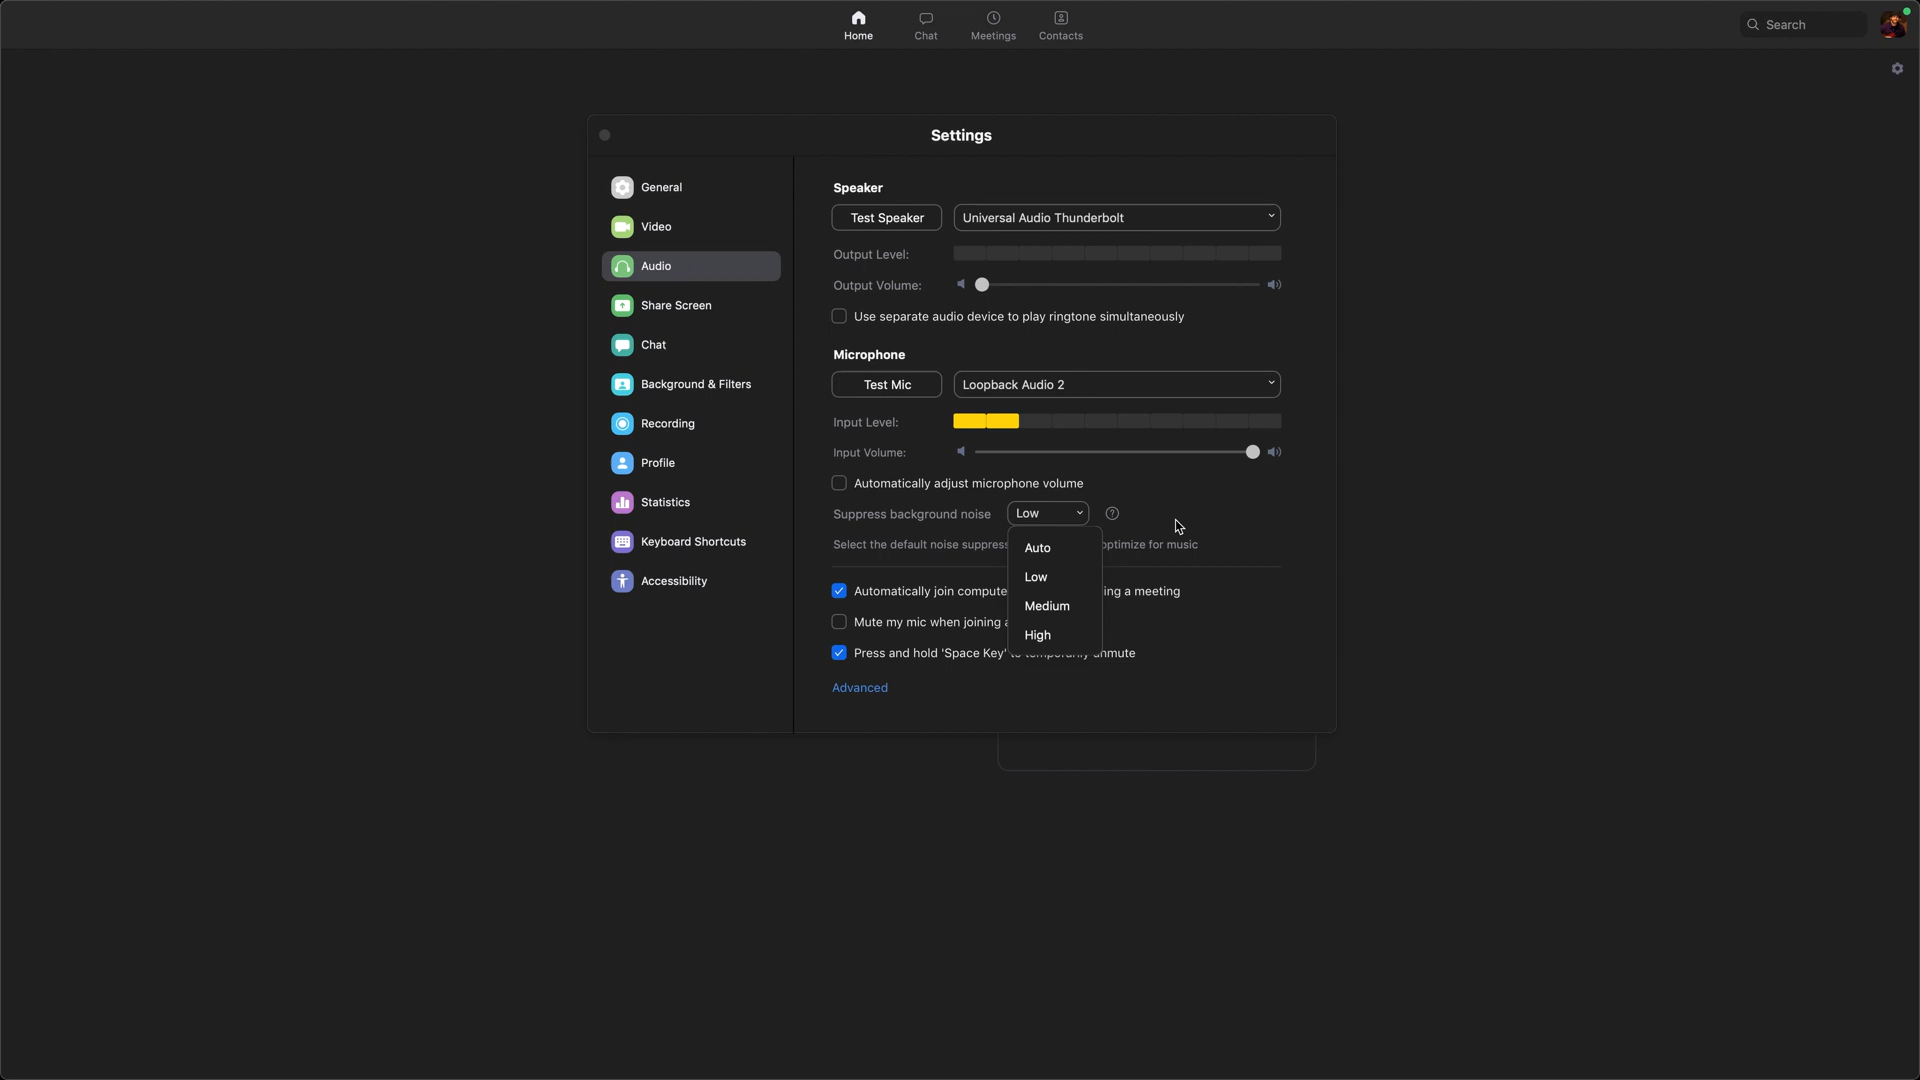 Home
Chat
Meetings
Contacts
Search
Settings
General
Video
Audio
Share Screen
Chat
Background & Filters
Recording
Profile
Statistics
Keyboard Shortcuts
Accessibility
Speaker
Test Speaker
Universal Audio Thunderbolt
Output Level:
Output Volume:
Use separate audio device to play ringtone simultaneously
Microphone
Test Mic
Loopback Audio 2
Input Level:
Input Volume:
Automatically adjust microphone volume
Suppress background noise
Low
?
Select the default noise optimize for music
Auto
Low
Medium
High
Automatically join a meeting
Mute my mic when joining
Press and hold 'Space Key'
Advanced